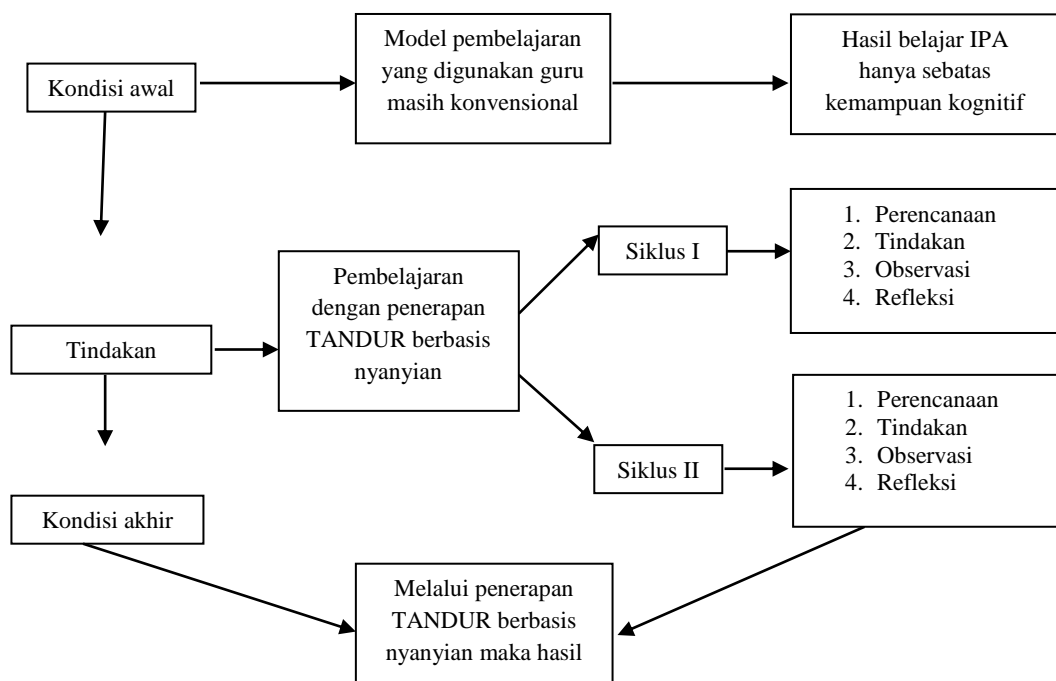 Kondisi awal
Model pembelajaran
yang digunakan guru
masih konvensional
Hasil belajar IPA
hanya sebatas
kemampuan kognitif
Tindakan
Pembelajaran
dengan penerapan
TANDUR berbasis
nyanyian
Siklus I
1. Perencanaan
2. Tindakan
3. Observasi
4. Refleksi
Siklus II
1. Perencanaan
2. Tindakan
3. Observasi
4. Refleksi
Kondisi akhir
Melalui penerapan
TANDUR berbasis
nyanyian maka hasil